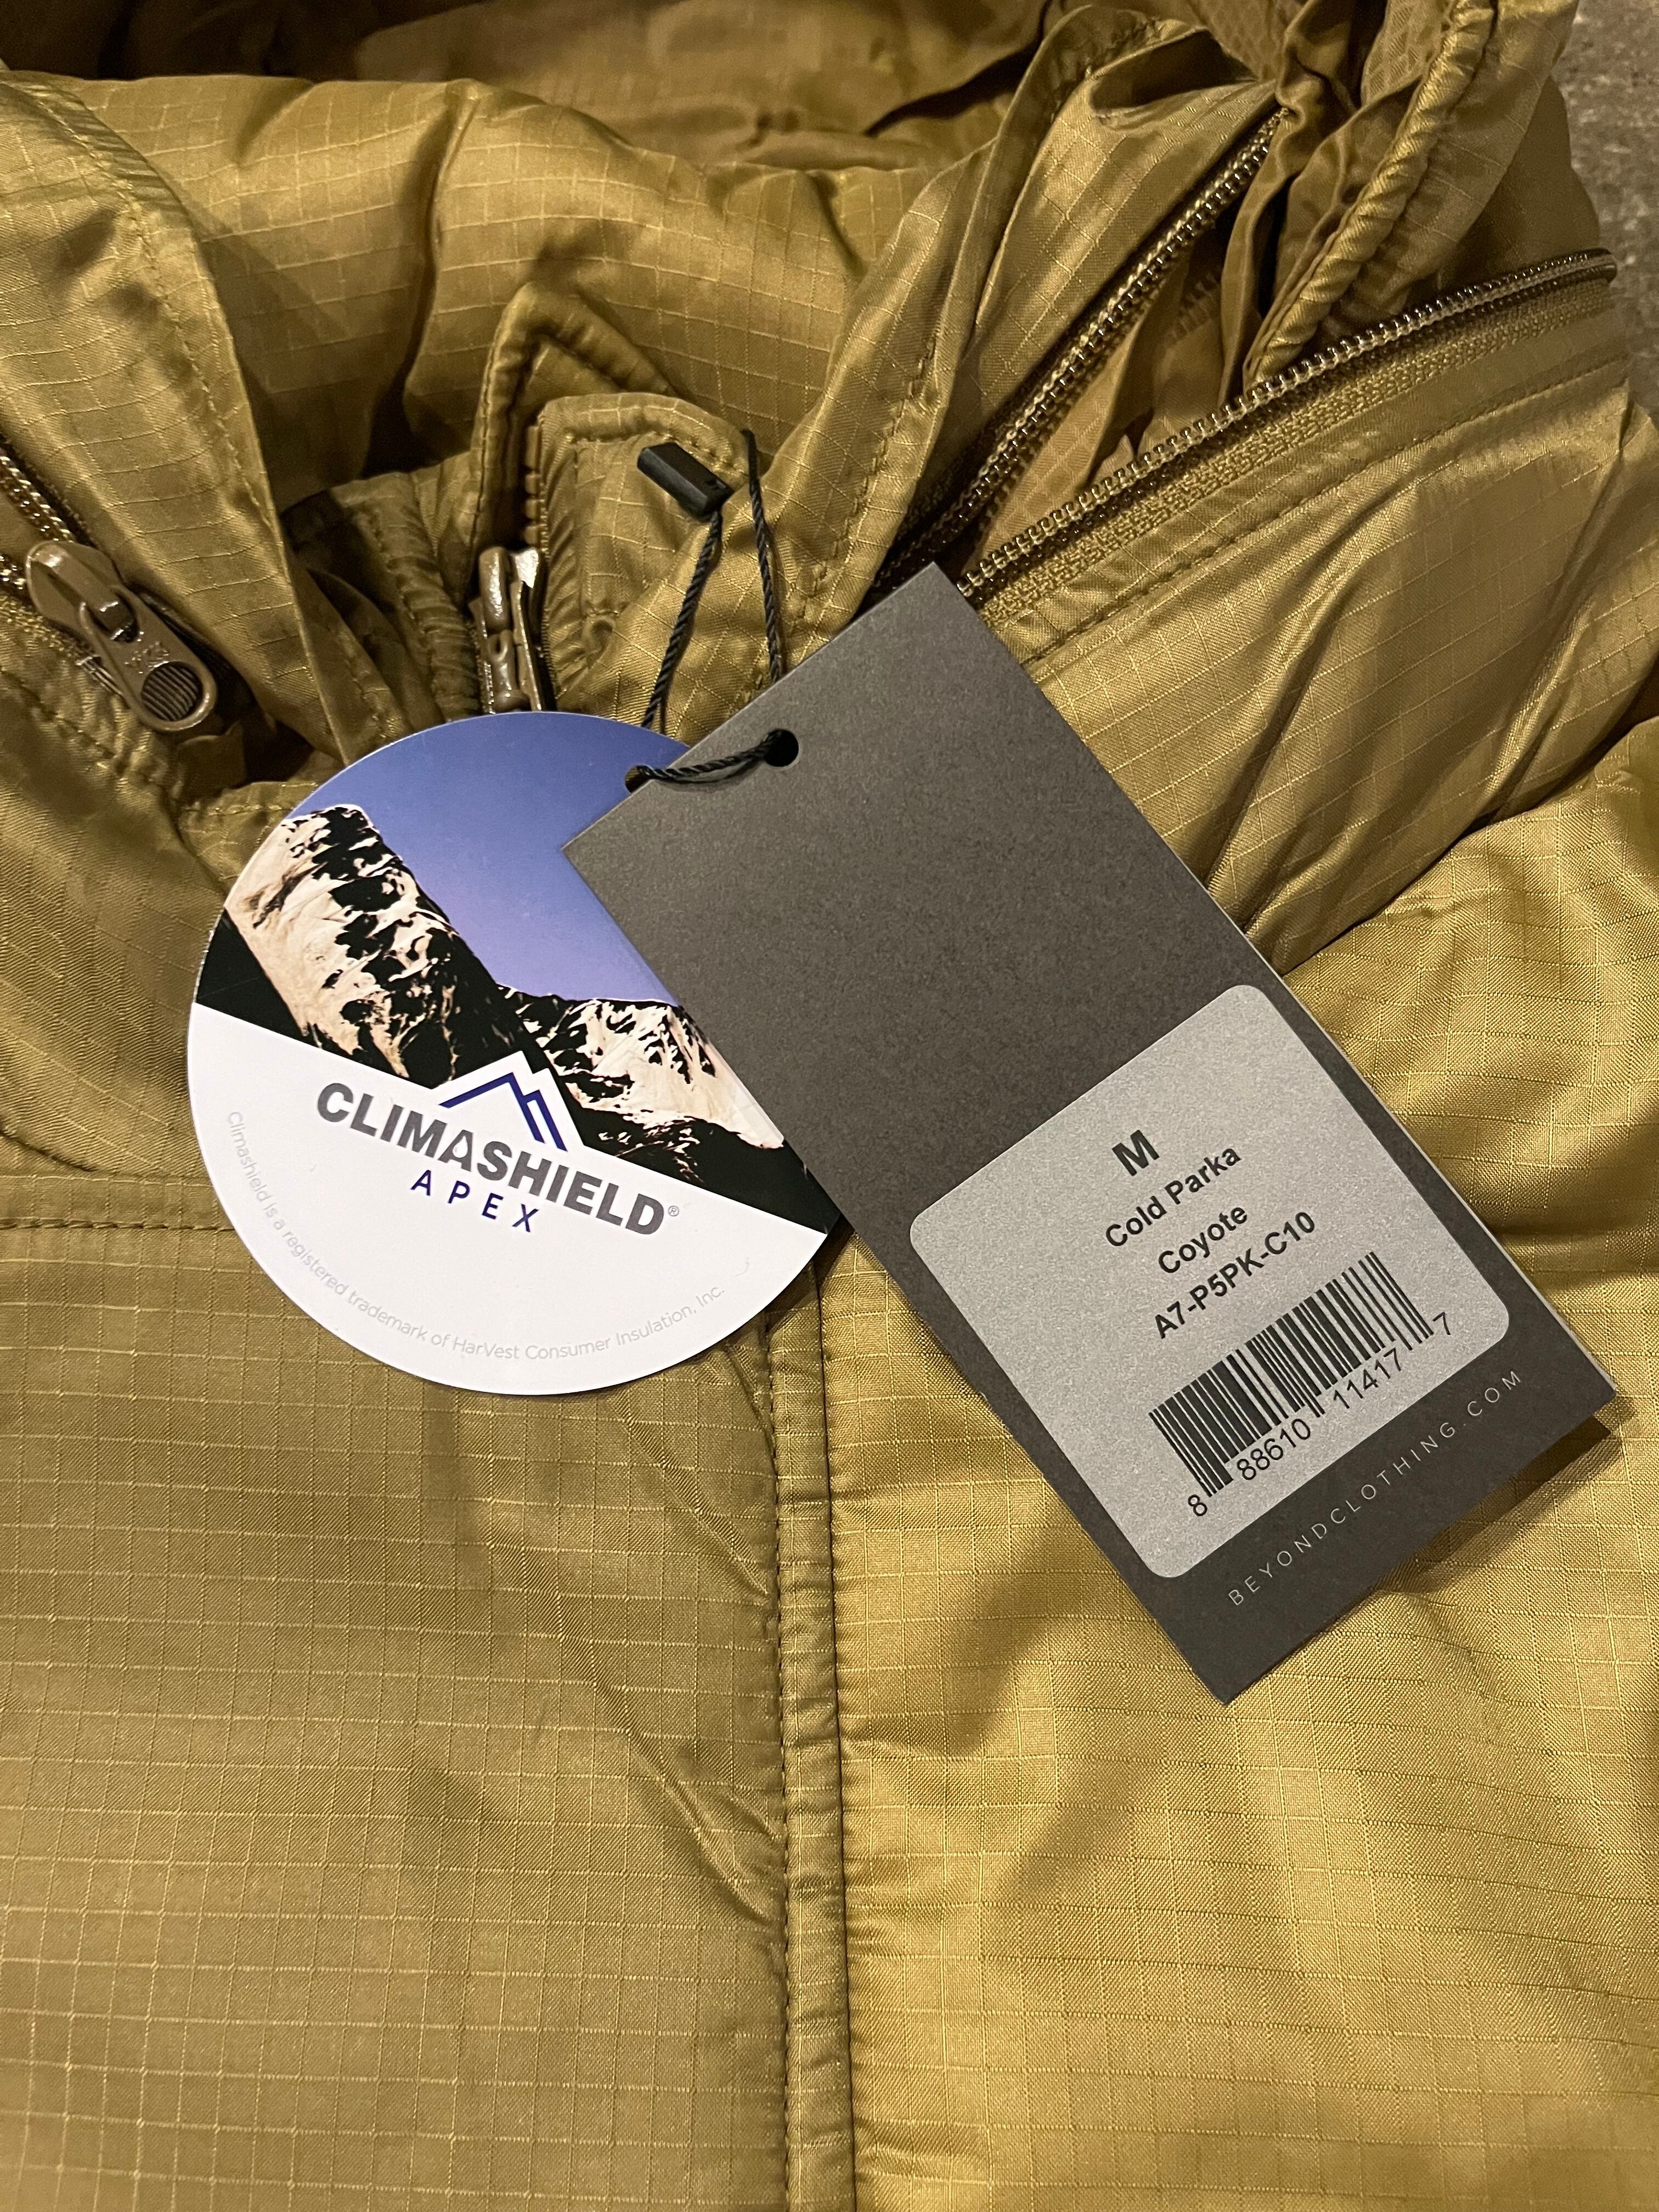 CLIMASHIELD®
APEX
Climashield is a registered trademark of HarVest Consumer Insulation, Inc.
M
Cold Parka
Coyote
A7-P5PK-C10
8 88610 11417 7
BEYONDCLOTHING.COM